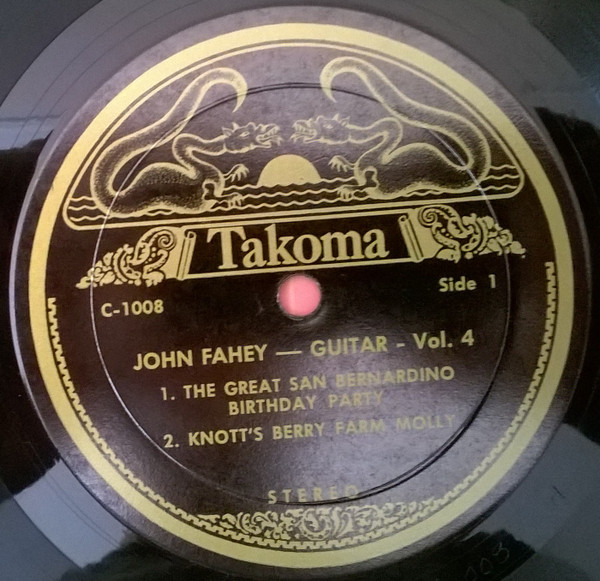 Takoma
C-1008
Side 1
JOHN FAHEY — GUITAR - Vol. 4
1. THE GREAT SAN BERNARDINO
BIRTHDAY PARTY
2. KNOTT'S BERRY FARM MOLLY
STEREO